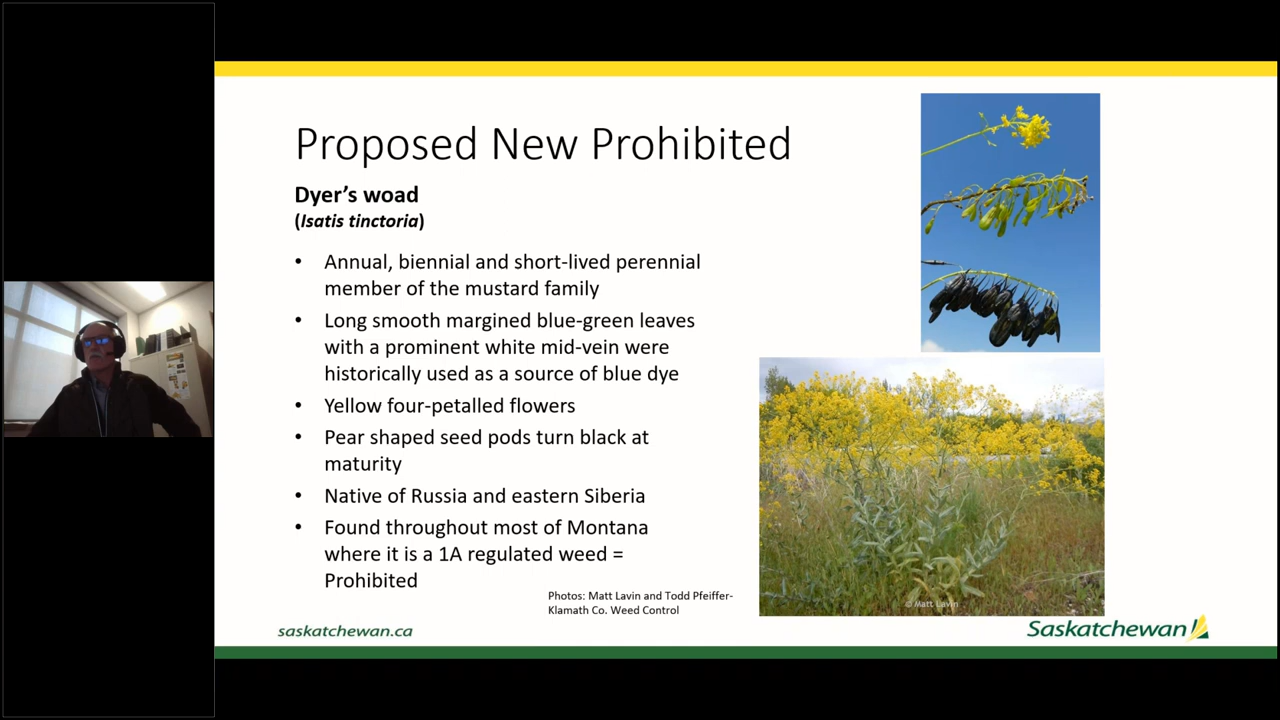 Proposed New Prohibited
Dyer’s woad
(Isatis tinctoria)
• Annual, biennial and short-lived perennial
member of the mustard family
• Long smooth margined blue-green leaves
with a prominent white mid-vein were
historically used as a source of blue dye
• Yellow four-petalled flowers
• Pear shaped seed pods turn black at
maturity
• Native of Russia and eastern Siberia
• Found throughout most of Montana
where it is a 1A regulated weed =
Prohibited
Photos: Matt Lavin and Todd Pfeiffer-
Klamath Co. Weed Control
© Matt Lavin
saskatchewan.ca
Saskatchewan